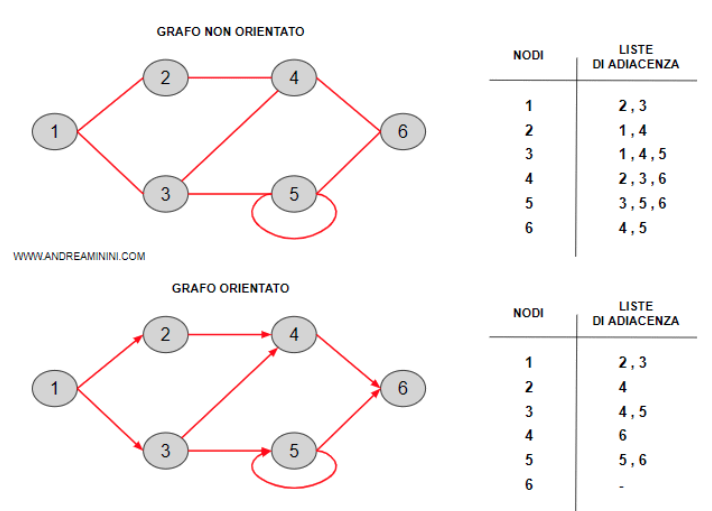 GRAFO NON ORIENTATO
2
4
1
6
3
5
NODI
LISTE
DI ADIACENZA
1 2 , 3
2 1 , 4
3 1 , 4 , 5
4 2 , 3 , 6
5 3 , 5 , 6
6 4 , 5
WWW.ANDREAMININI.COM
GRAFO ORIENTATO
2
4
1
6
3
5
NODI
LISTE
DI ADIACENZA
1 2 , 3
2 4
3 4 , 5
4 6
5 5 , 6
6 -